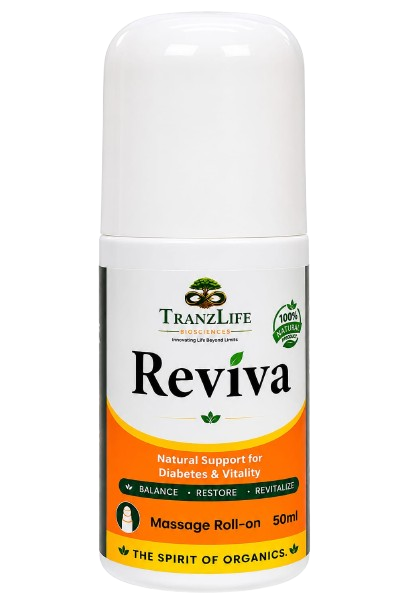 TRANZLIFE
BIOSCIENCES
Innovating Life Beyond Limits
100%
NATURAL
PRODUCT
Reviva
Natural Support for
Diabetes & Vitality
BALANCE • RESTORE • REVITALIZE
Massage Roll-on 50ml
THE SPIRIT OF ORGANICS.